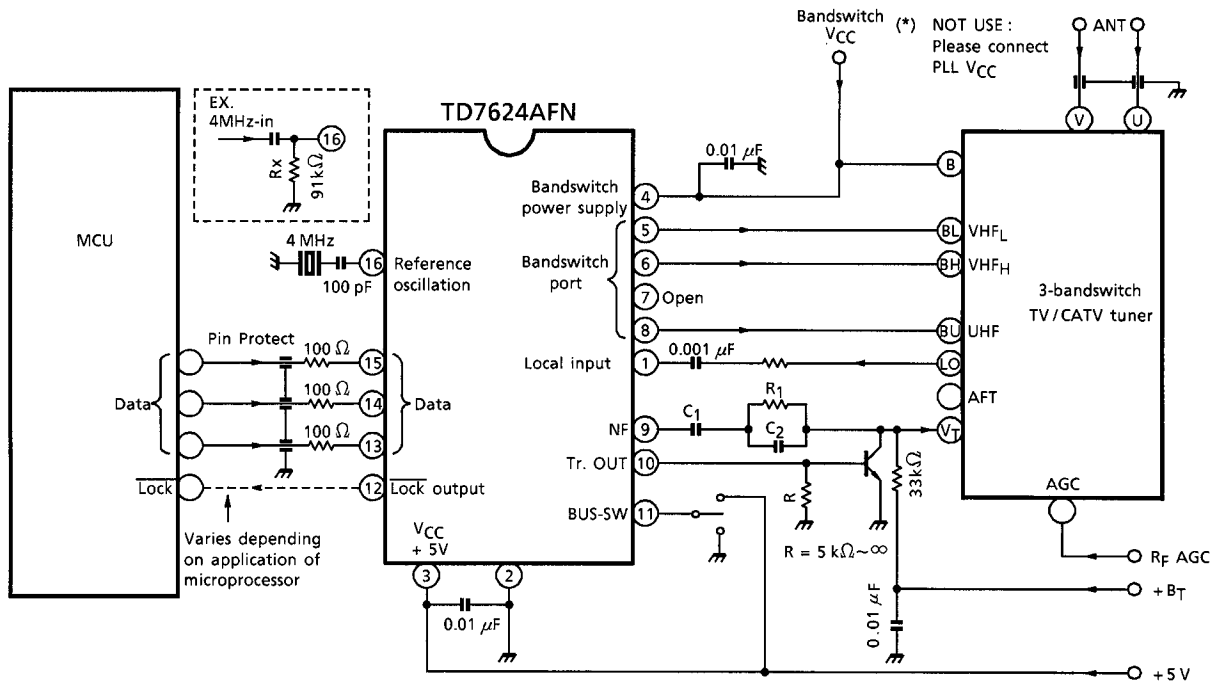 Bandswitch
VCC
(*) NOT USE :
Please connect
PLL VCC
ANT
EX.
4MHz-in
16
Rx
91kΩ
TD7624AFN
0.01 μF
V
U
MCU
4 MHz
100 pF
16
Reference
oscillation
Bandswitch
power supply
4
B
5
BL
VHFL
Bandswitch
port
6
BH
VHFH
7
Open
8
BU
UHF
3-bandswitch
TV / CATV tuner
Pin Protect
Local input
1
0.001 μF
LO
100 Ω
15
Data
100 Ω
14
Data
100 Ω
13
AFT
NF
9
C1
R1
C2
VT
Tr. OUT
10
R
33kΩ
Lock
12
Lock output
BUS-SW
11
AGC
Varies depending
on application of
microprocessor
VCC
+ 5V
R = 5 kΩ~∞
RF AGC
3
2
0.01 μF
0.01 μF
+BT
+5 V